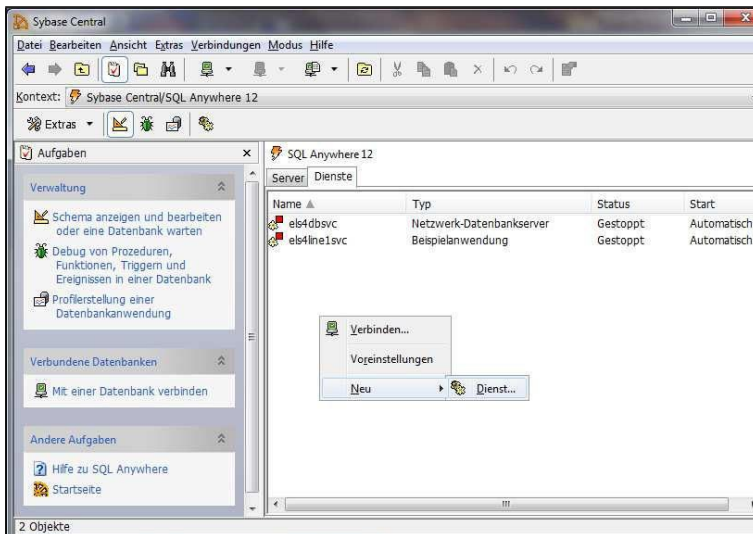 Sybase Central
Datei Bearbeiten Ansicht Extras Verbindungen Modus Hilfe
Kontext: Sybase Central/SQL Anywhere 12
Extras
Aufgaben
Verwaltung
Schema anzeigen und bearbeiten
oder eine Datenbank warten
Debug von Prozeduren,
Funktionen, Triggern und
Ereignissen in einer Datenbank
Profilerstellung einer
Datenbankanwendung
Verbundene Datenbanken
Mit einer Datenbank verbinden
Andere Aufgaben
Hilfe zu SQL Anywhere
Startseite
SQL Anywhere 12
Server Dienste
Name Typ Status Start
els4dbsvc Netzwerk-Datenbankserver Gestoppt Automatisch
els4line1svc Beispielanwendung Gestoppt Automatisch
Verbinden...
Voreinstellungen
Neu Dienst...
2 Objekte